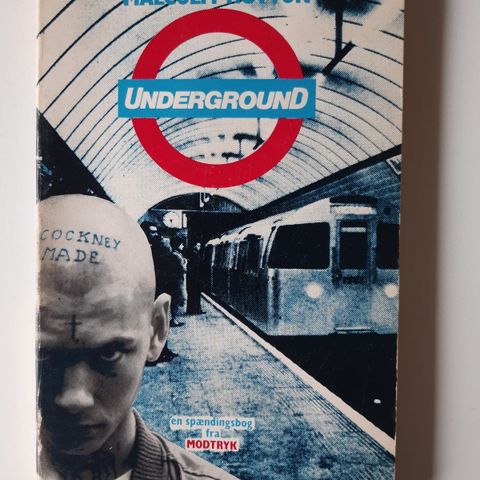 UNDERGROUND
COCKNEY
MADE
en spændingsbog
fra
MODTRYK